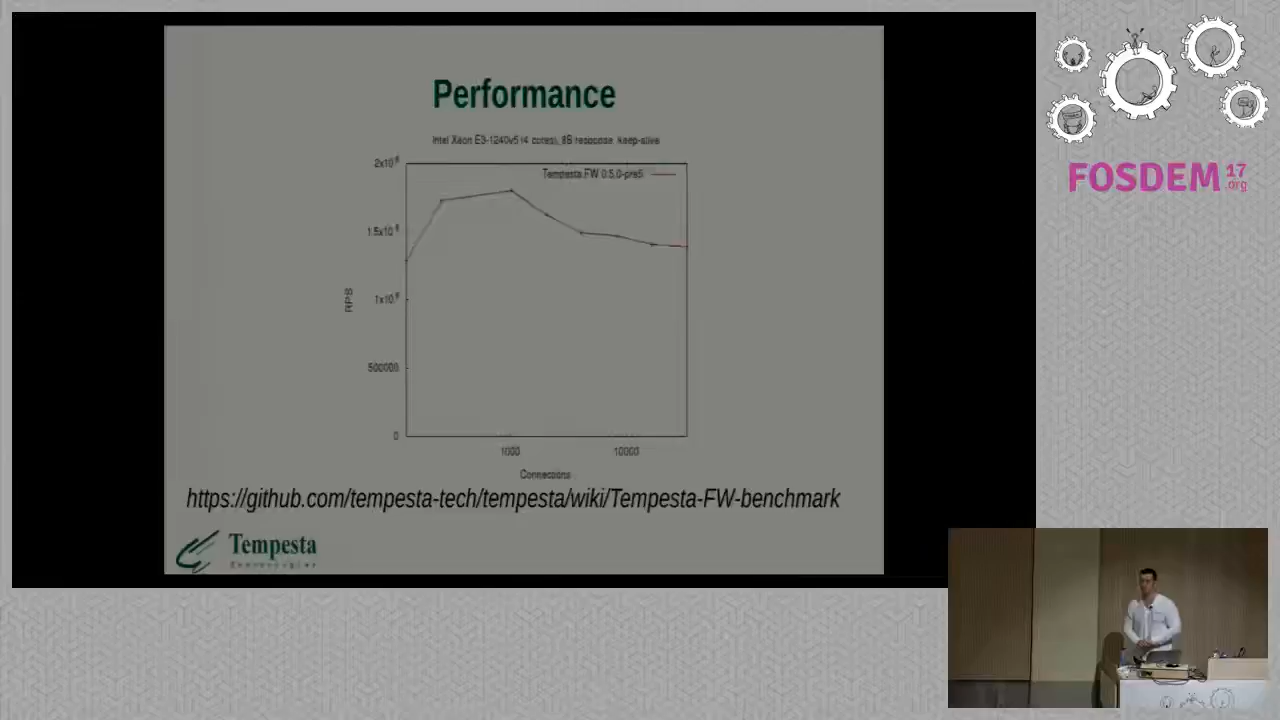 Performance
Intel Xeon E3-1240v5 (4 cores), 8B response keep-alive
2x10^6
Tempesta FW 0.5.0-pre5
1.5x10^6
RPS
1x10^6
500000
0
1000
10000
Connections
https://github.com/tempesta-tech/tempesta/wiki/Tempesta-FW-benchmark
Tempesta
FOSDEM 17
.org